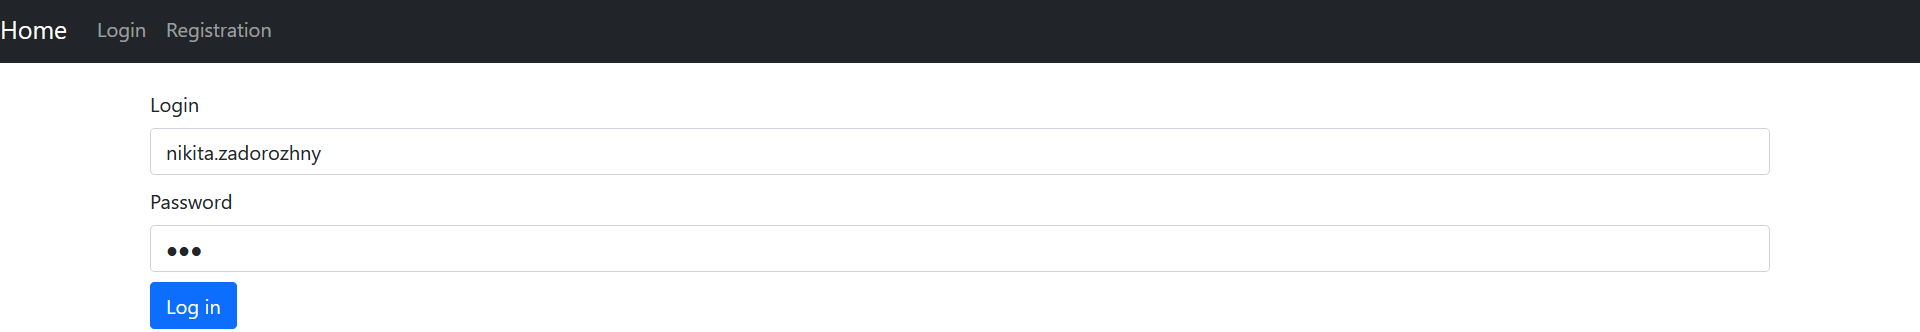 Home Login Registration
Login
nikita.zadorozhny
Password
•••
Log in